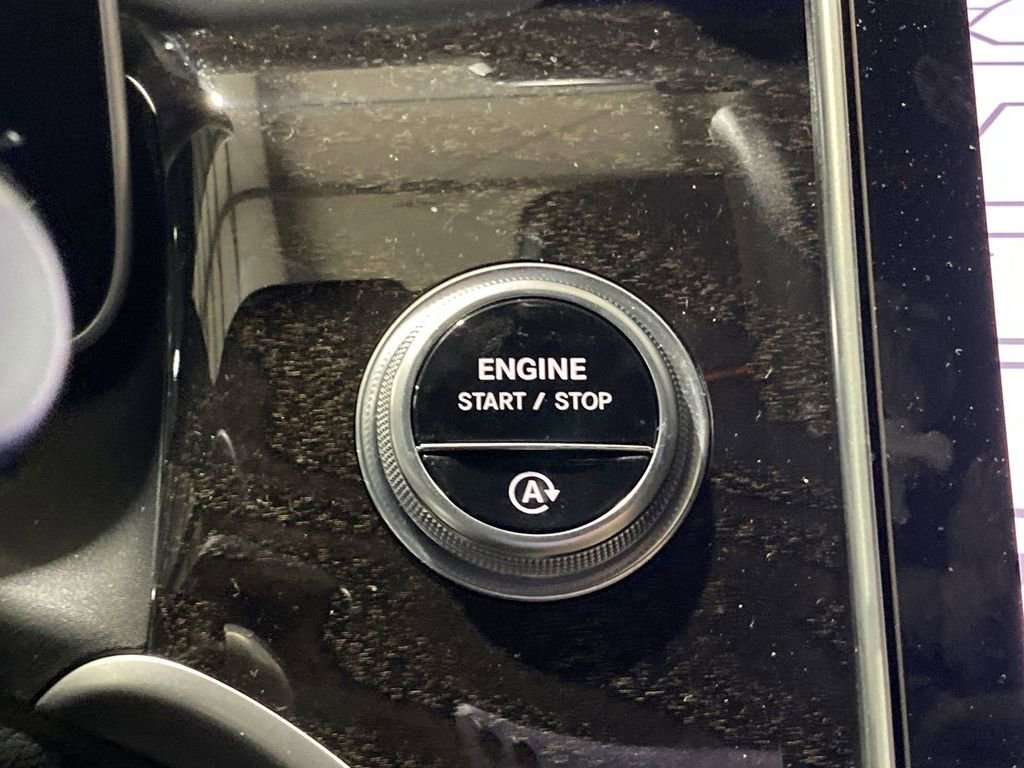 ENGINE
START / STOP
A